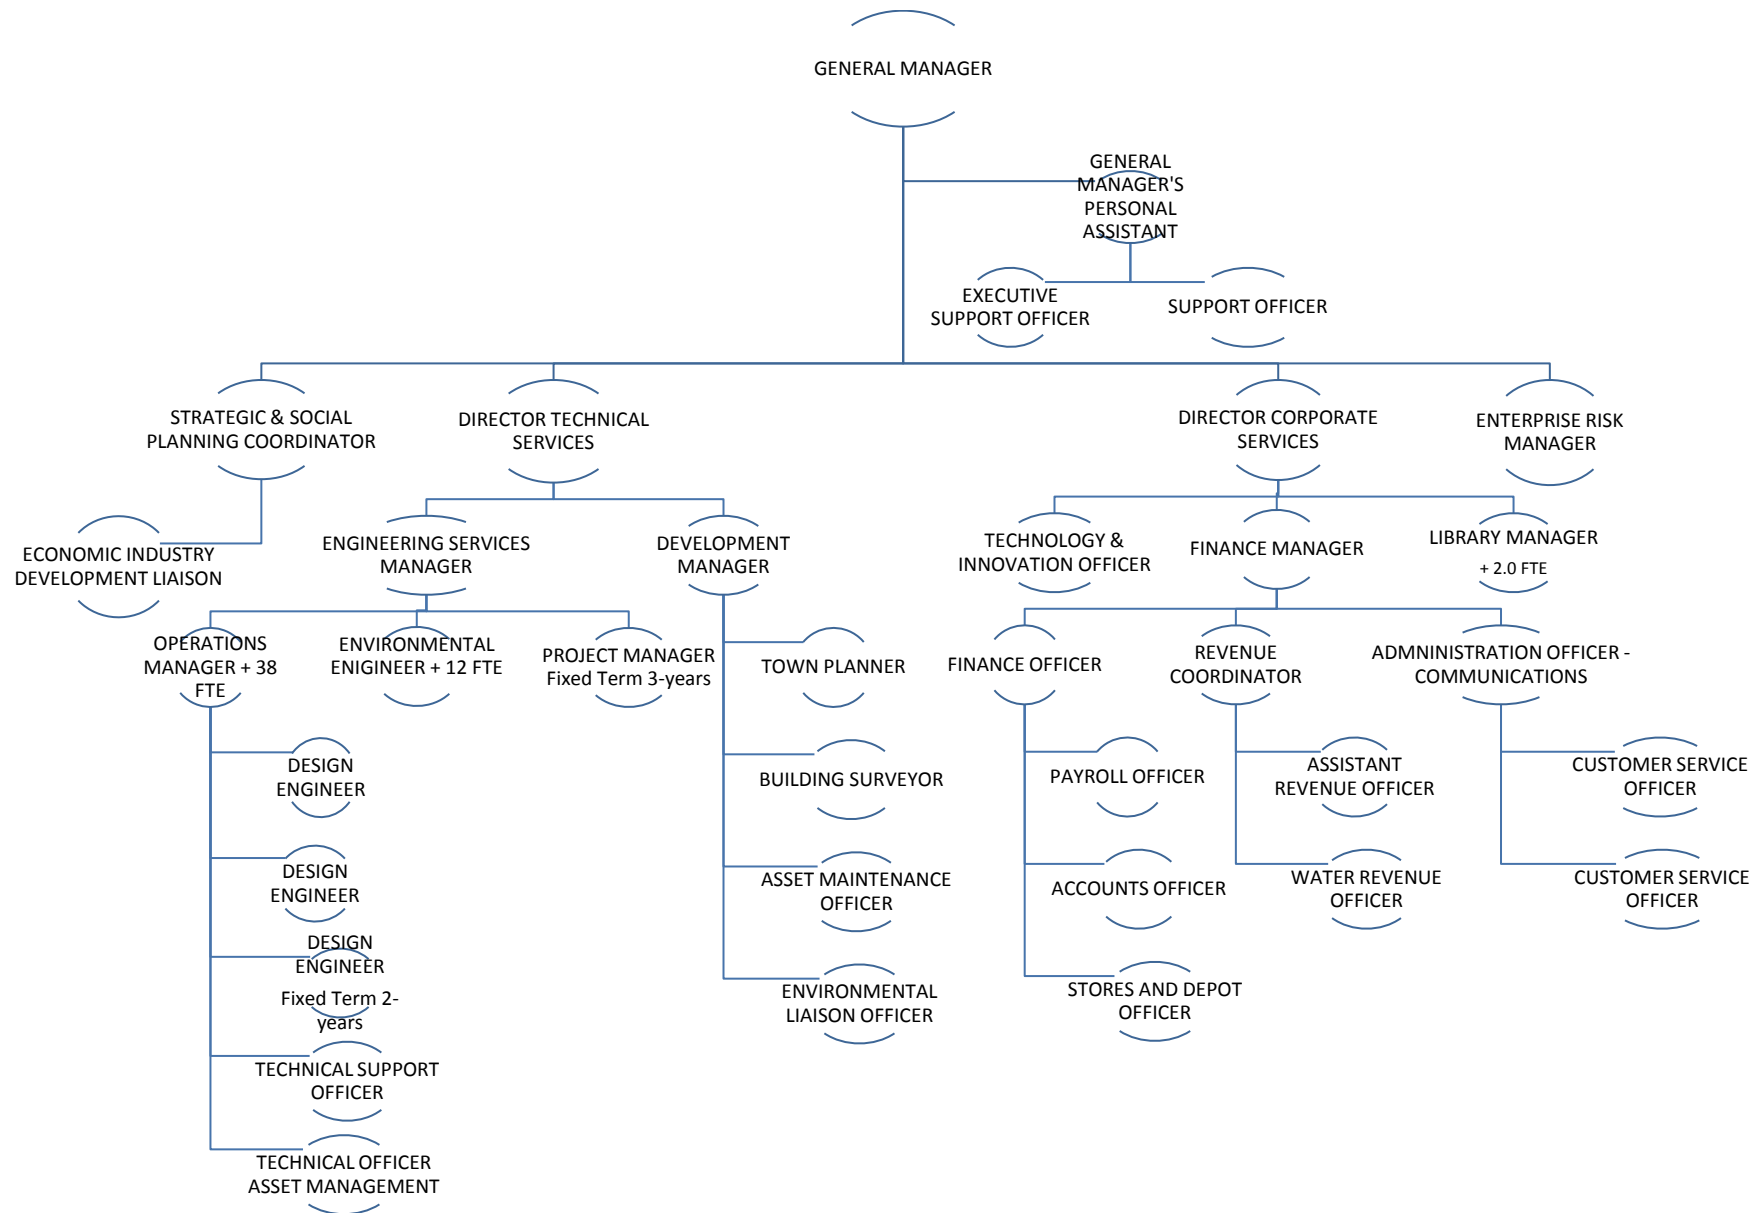 GENERAL MANAGER
GENERAL
MANAGER'S
PERSONAL
ASSISTANT
EXECUTIVE
SUPPORT OFFICER
SUPPORT OFFICER
STRATEGIC & SOCIAL
PLANNING COORDINATOR
DIRECTOR TECHNICAL
SERVICES
DIRECTOR CORPORATE
SERVICES
ENTERPRISE RISK
MANAGER
ECONOMIC INDUSTRY
DEVELOPMENT LIAISON
ENGINEERING SERVICES
MANAGER
DEVELOPMENT
MANAGER
TECHNOLOGY &
INNOVATION OFFICER
FINANCE MANAGER
LIBRARY MANAGER
+ 2.0 FTE
OPERATIONS
MANAGER + 38
FTE
ENVIRONMENTAL
ENIGINEER + 12 FTE
PROJECT MANAGER
Fixed Term 3-years
TOWN PLANNER
FINANCE OFFICER
REVENUE
COORDINATOR
ADMNINISTRATION OFFICER -
COMMUNICATIONS
DESIGN
ENGINEER
BUILDING SURVEYOR
PAYROLL OFFICER
ASSISTANT
REVENUE OFFICER
CUSTOMER SERVICE
OFFICER
DESIGN
ENGINEER
ASSET MAINTENANCE
OFFICER
ACCOUNTS OFFICER
WATER REVENUE
OFFICER
CUSTOMER SERVICE
OFFICER
DESIGN
ENGINEER
Fixed Term 2-
years
ENVIRONMENTAL
LIAISON OFFICER
STORES AND DEPOT
OFFICER
TECHNICAL SUPPORT
OFFICER
TECHNICAL OFFICER
ASSET MANAGEMENT